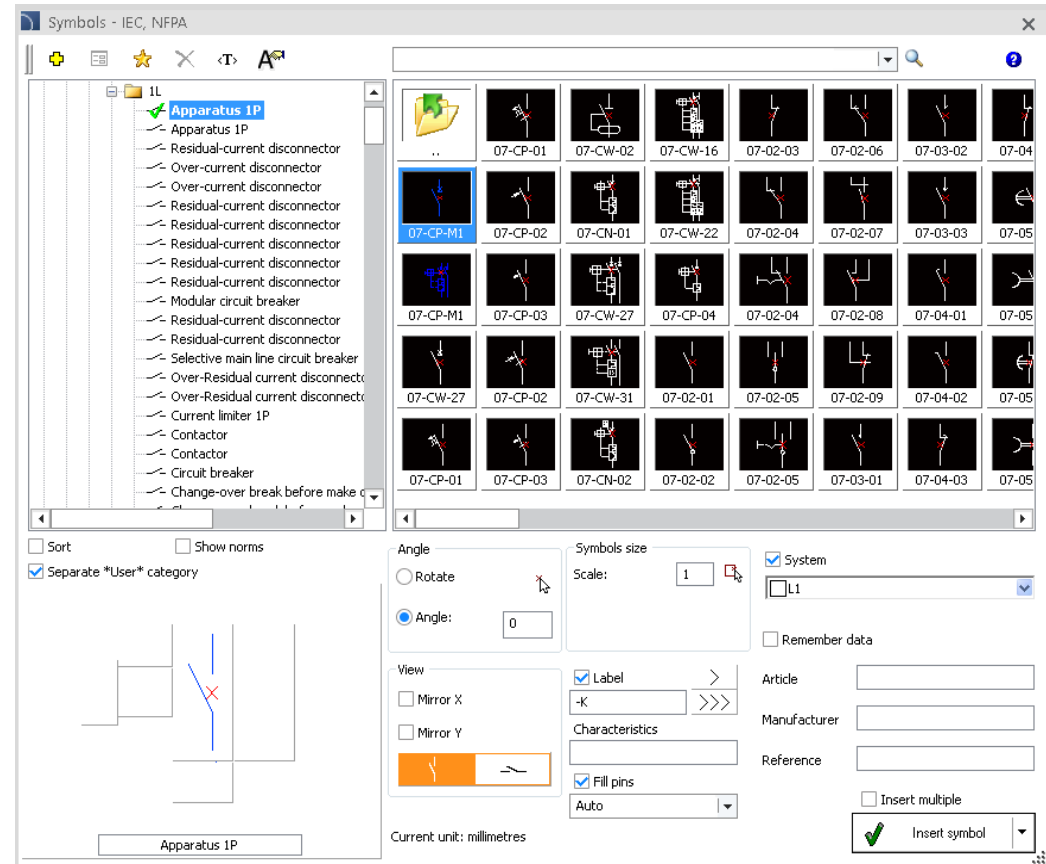 Symbols - IEC, NFPA
<T>
A
?
1L
Apparatus 1P
Apparatus 1P
Residual-current disconnector
Over-current disconnector
Over-current disconnector
Residual-current disconnector
Residual-current disconnector
Residual-current disconnector
Residual-current disconnector
Residual-current disconnector
Modular circuit breaker
Residual-current disconnector
Residual-current disconnector
Selective main line circuit breaker
Over-Residual current disconnecto
Over-Residual current disconnecto
Current limiter 1P
Contactor
Contactor
Circuit breaker
Change-over break before make c
.. 07-CP-01 07-CW-02 07-CW-16 07-02-03 07-02-06 07-03-02 07-04
07-CP-M1 07-CP-02 07-CN-01 07-CW-22 07-02-04 07-02-07 07-03-03 07-05
07-CP-M1 07-CP-03 07-CW-27 07-CP-04 07-02-04 07-02-08 07-04-01 07-05
07-CW-27 07-CP-02 07-CW-31 07-02-01 07-02-05 07-02-09 07-04-02 07-05
07-CP-01 07-CP-03 07-CN-02 07-02-02 07-02-05 07-03-01 07-04-03 07-05
Sort Show norms
Separate *User* category
Apparatus 1P
Angle
Rotate
Angle: 0
Symbols size
Scale: 1
System
L1
Remember data
View
Mirror X
Mirror Y
Label >
-K >>>
Characteristics
Fill pins
Auto
Article
Manufacturer
Reference
Insert multiple
Insert symbol
Current unit: millimetres